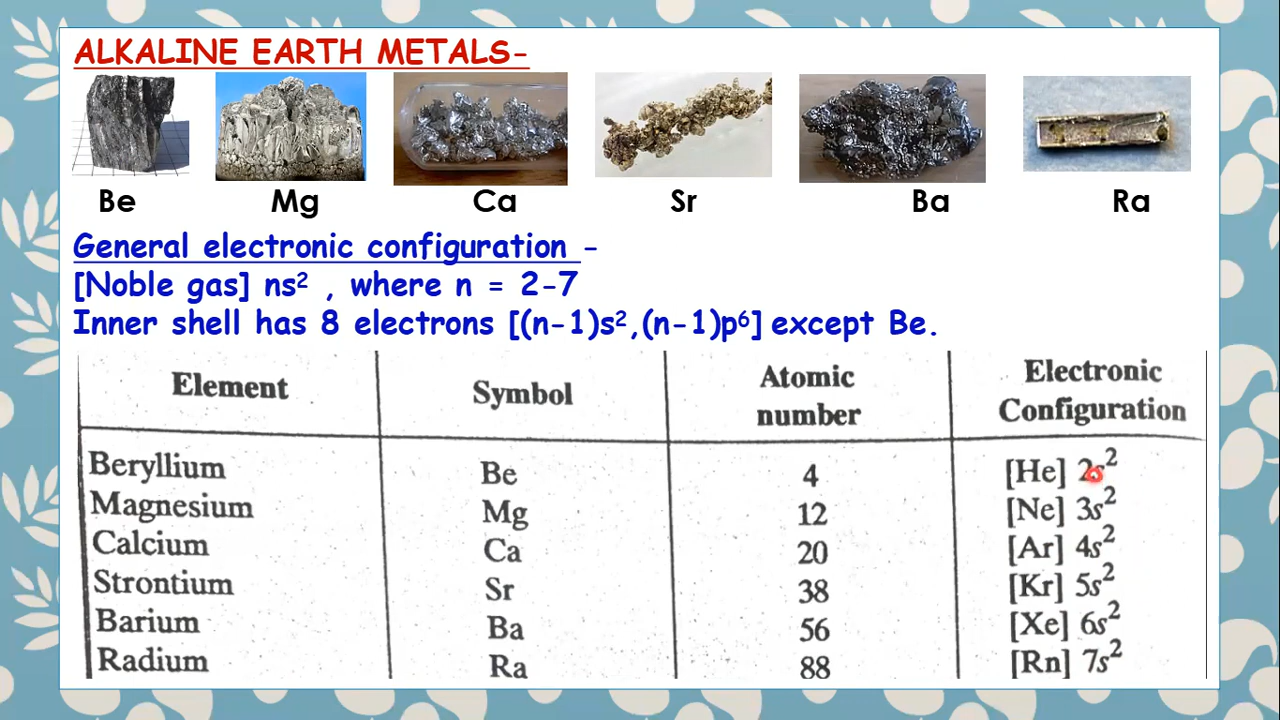 ALKALINE EARTH METALS-
Be Mg Ca Sr Ba Ra
General electronic configuration -
[Noble gas] ns² , where n = 2-7
Inner shell has 8 electrons [(n-1)s²,(n-1)p⁶] except Be.
Element Symbol Atomic number Electronic Configuration
Beryllium Be 4 [He] 2s²
Magnesium Mg 12 [Ne] 3s²
Calcium Ca 20 [Ar] 4s²
Strontium Sr 38 [Kr] 5s²
Barium Ba 56 [Xe] 6s²
Radium Ra 88 [Rn] 7s²